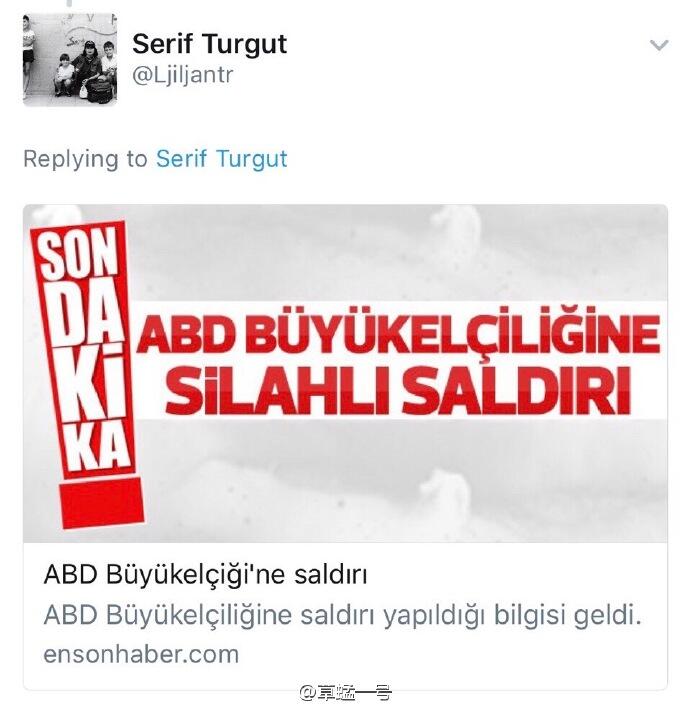 Serif Turgut
@Ljiljantr
Replying to Serif Turgut
SON
DA
Kİ
KA
ABD BÜYÜKELÇİLİĞİNE
SİLAHLI SALDIRI
ABD Büyükelçiği'ne saldırı
ABD Büyükelçiliğine saldırı yapıldığı bilgisi geldi.
ensonhaber.com
@草蜢一号